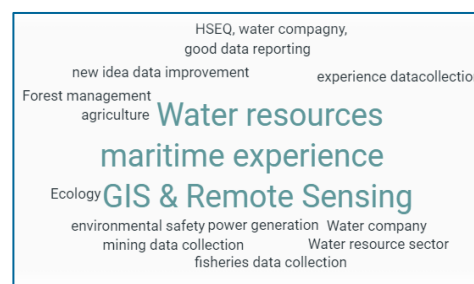 HSEQ, water compagny,
good data reporting
new idea data improvement
experience datacollection
Forest management
agriculture
Water resources
maritime experience
Ecology
GIS & Remote Sensing
environmental safety
power generation
Water company
mining data collection
Water resource sector
fisheries data collection